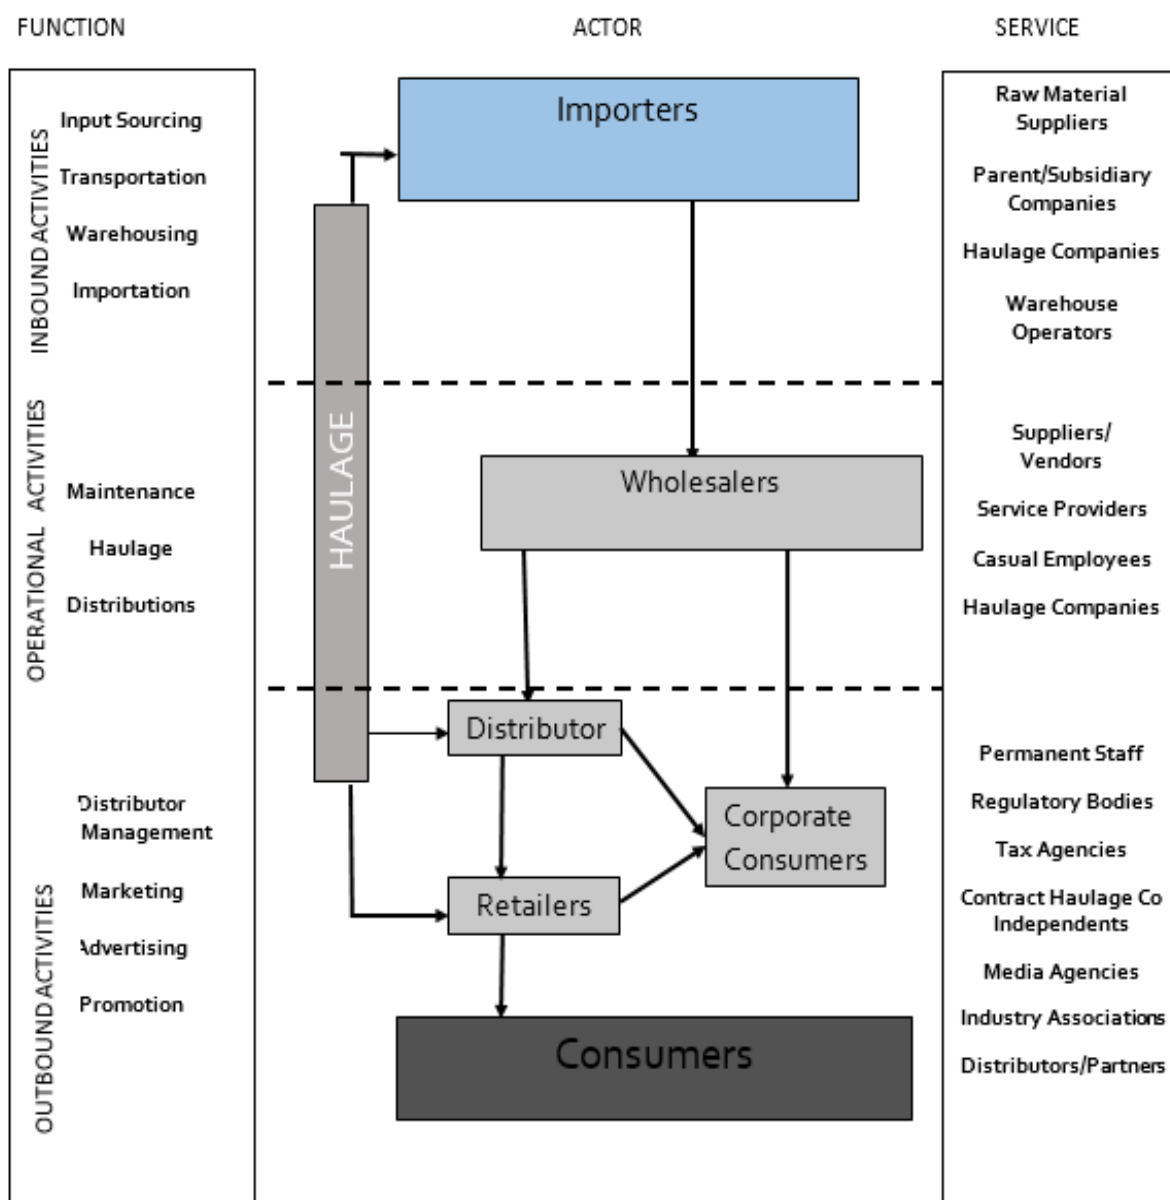 FUNCTION
ACTOR
SERVICE
INBOUND ACTIVITIES
Input Sourcing
Transportation
Warehousing
Importation
OPERATIONAL ACTIVITIES
Maintenance
Haulage
Distributions
OUTBOUND ACTIVITIES
Distributor
Management
Marketing
Advertising
Promotion
HAULAGE
Importers
Wholesalers
Distributor
Corporate
Consumers
Retailers
Consumers
Raw Material
Suppliers
Parent/Subsidiary
Companies
Haulage Companies
Warehouse
Operators
Suppliers/
Vendors
Service Providers
Casual Employees
Haulage Companies
Permanent Staff
Regulatory Bodies
Tax Agencies
Contract Haulage Co
Independents
Media Agencies
Industry Associations
Distributors/Partners